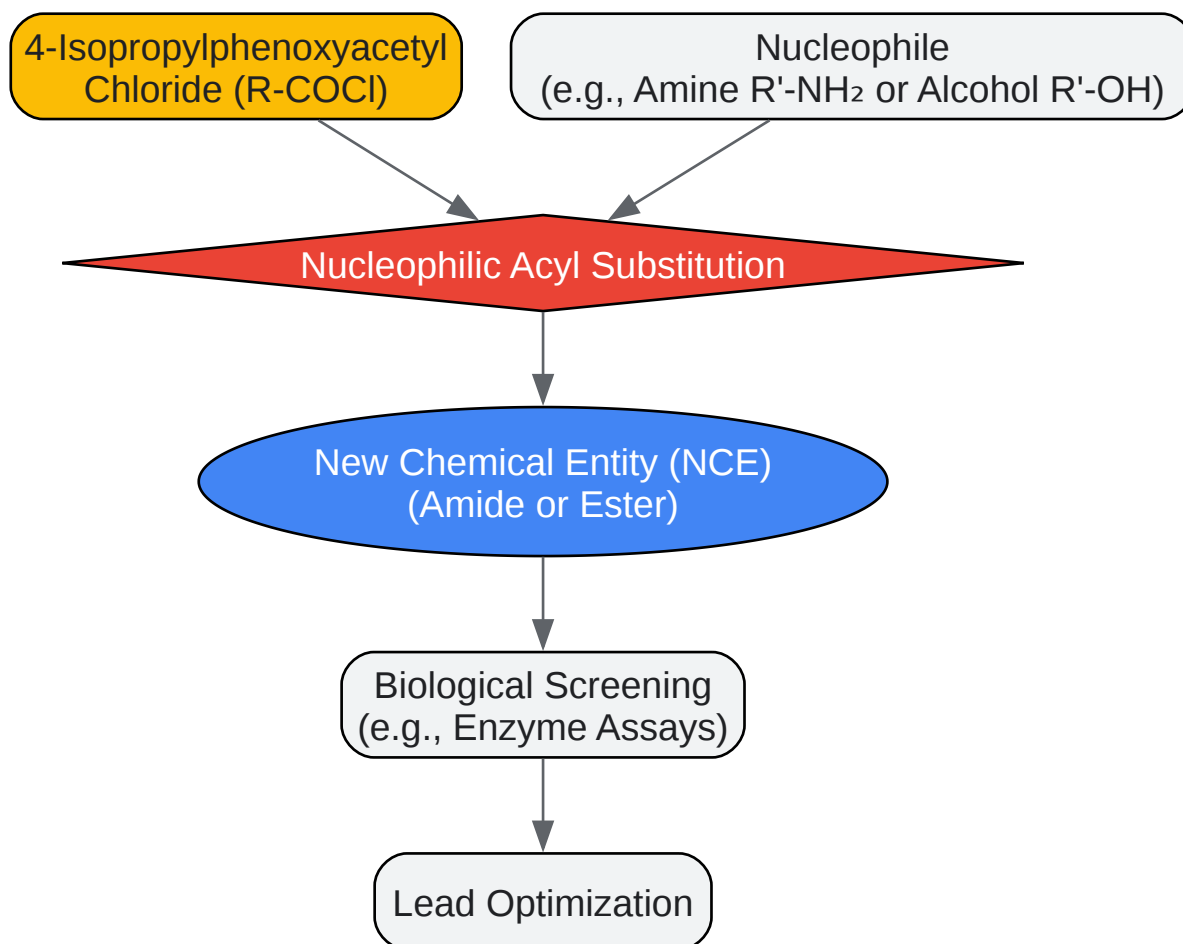 4-Isopropylphenoxyacetyl
Chloride (R-COCl)
Nucleophile
(e.g., Amine R'-NH₂ or Alcohol R'-OH)
Nucleophilic Acyl Substitution
New Chemical Entity (NCE)
(Amide or Ester)
Biological Screening
(e.g., Enzyme Assays)
Lead Optimization